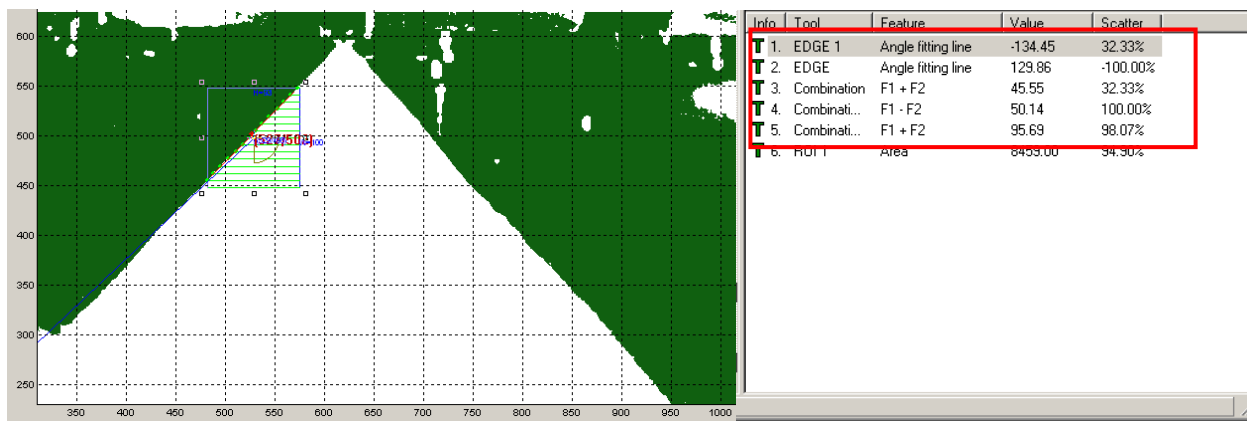 600
550
500
450
400
350
300
250
350 400 450 500 550 600 650 700 750 800 850 900 950 1000
Info Tool Feature Value Scatter
T 1. EDGE 1 Angle fitting line -134.45 32.33%
T 2. EDGE Angle fitting line 129.86 -100.00%
T 3. Combination F1 + F2 45.55 32.33%
T 4. Combinati... F1 - F2 50.14 100.00%
T 5. Combinati... F1 + F2 95.69 98.07%
T 6. Area 8459.00 94.90%